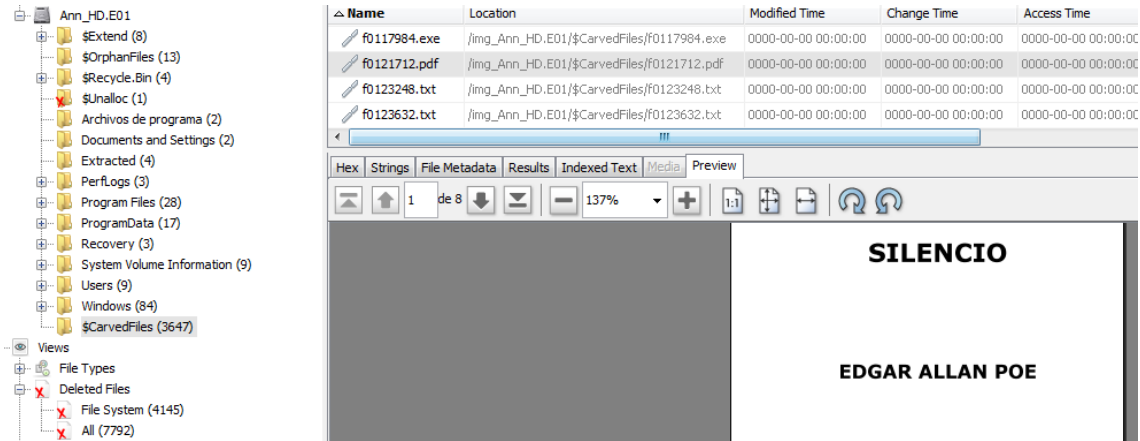 Ann_HD.E01
$Extend (8)
$OrphanFiles (13)
$Recycle.Bin (4)
$Unalloc (1)
Archivos de programa (2)
Documents and Settings (2)
Extracted (4)
PerfLogs (3)
Program Files (28)
ProgramData (17)
Recovery (3)
System Volume Information (9)
Users (9)
Windows (84)
$CarvedFiles (3647)
Views
File Types
Deleted Files
File System (4145)
All (7792)
Name Location Modified Time Change Time Access Time
f0117984.exe /img_Ann_HD.E01/$CarvedFiles/f0117984.exe 0000-00-00 00:00:00 0000-00-00 00:00:00 0000-00-00 00:00:00
f0121712.pdf /img_Ann_HD.E01/$CarvedFiles/f0121712.pdf 0000-00-00 00:00:00 0000-00-00 00:00:00 0000-00-00 00:00:00
f0123248.txt /img_Ann_HD.E01/$CarvedFiles/f0123248.txt 0000-00-00 00:00:00 0000-00-00 00:00:00 0000-00-00 00:00:00
f0123632.txt /img_Ann_HD.E01/$CarvedFiles/f0123632.txt 0000-00-00 00:00:00 0000-00-00 00:00:00 0000-00-00 00:00:00
Hex Strings File Metadata Results Indexed Text Media Preview
1 de 8 137% 1:1
SILENCIO
EDGAR ALLAN POE